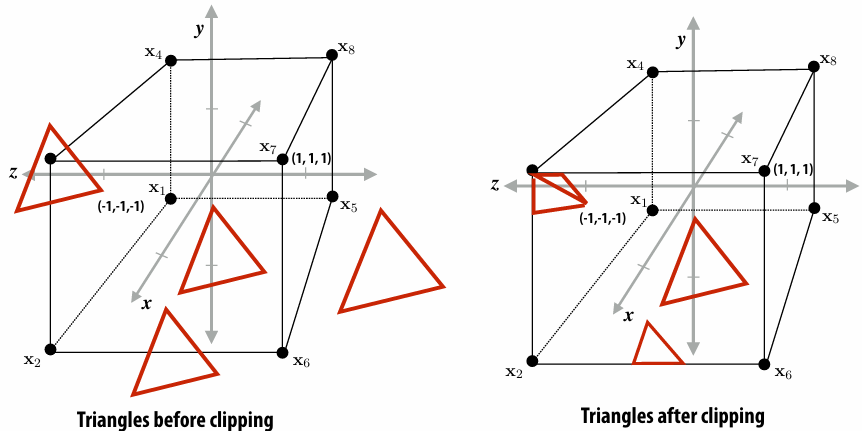 y
x4
x8
x7
(1, 1, 1)
z
x1
(-1,-1,-1)
x5
x
x2
x6
Triangles before clipping
y
x4
x8
x7
(1, 1, 1)
z
x1
(-1,-1,-1)
x5
x
x2
x6
Triangles after clipping